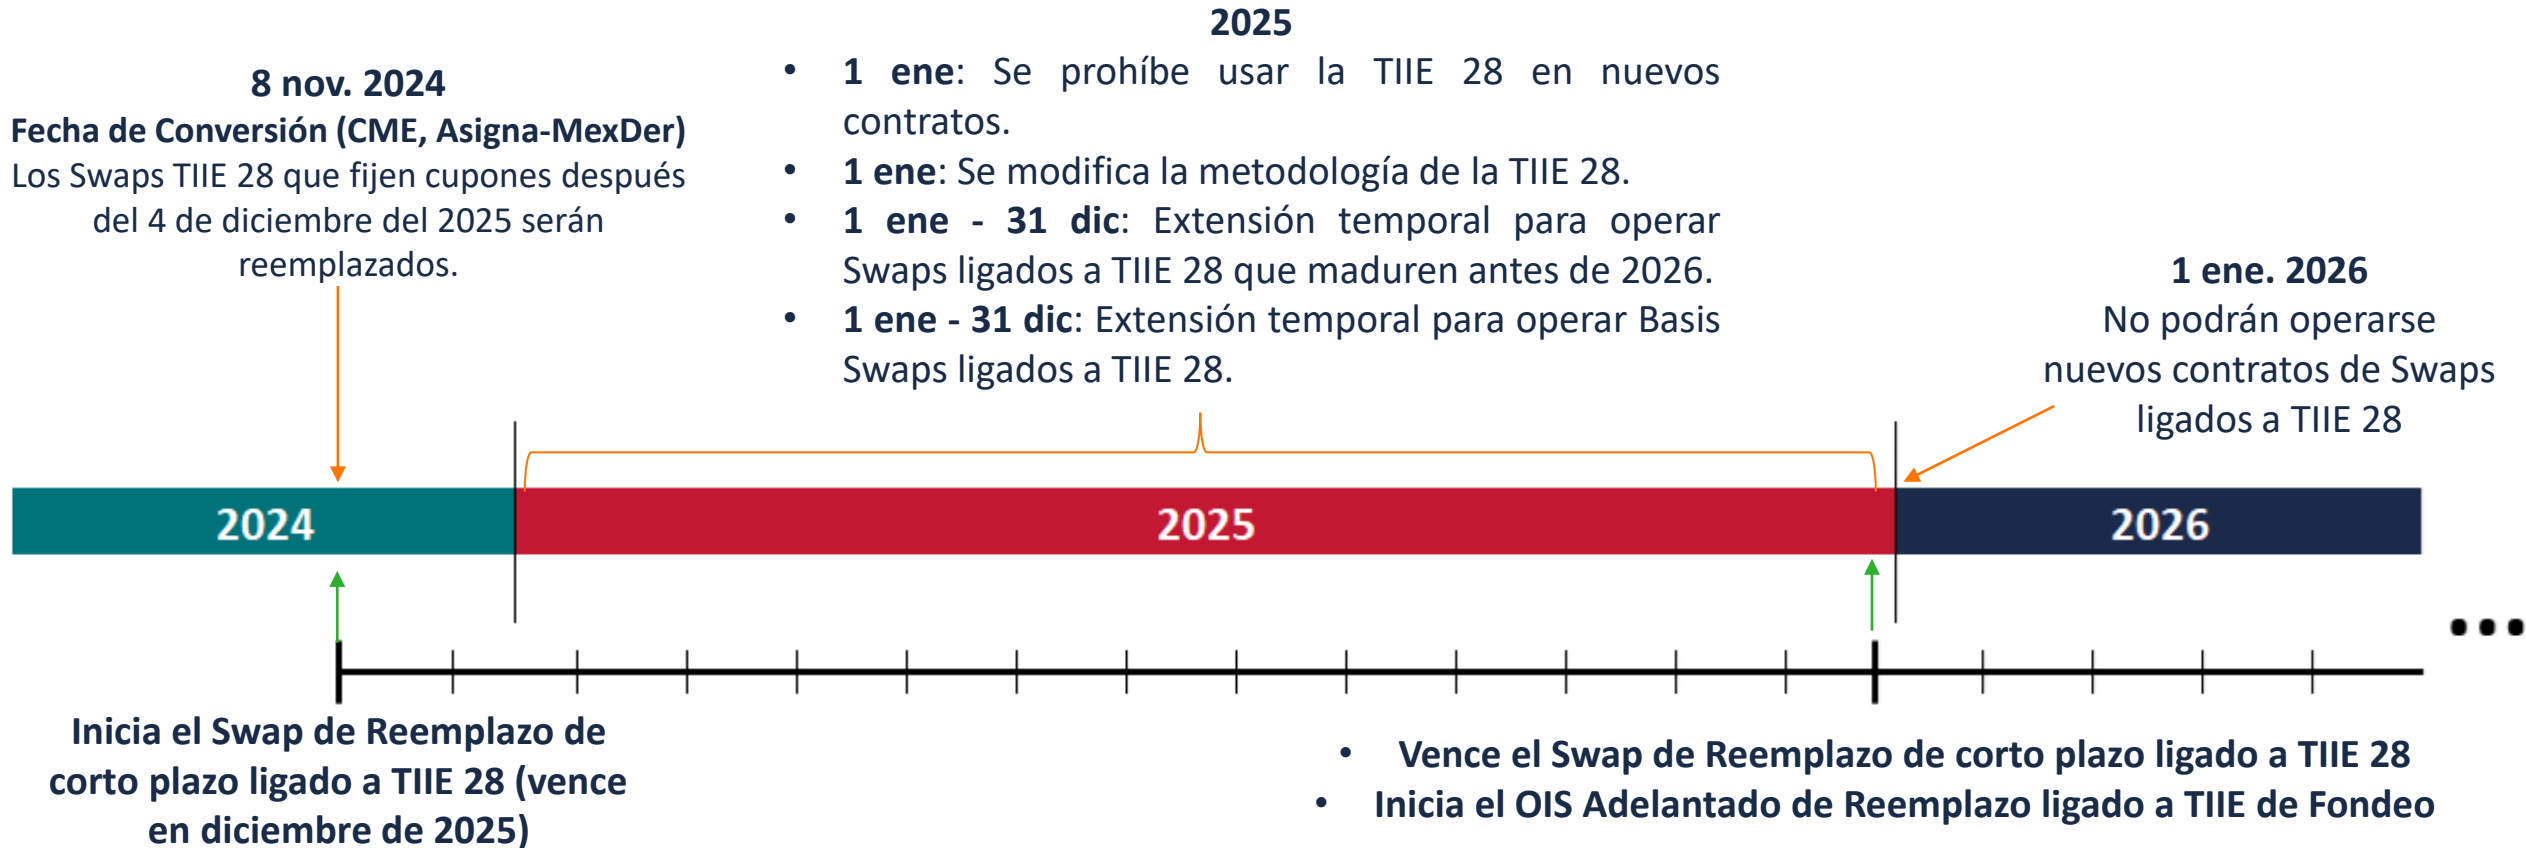 8 nov. 2024
Fecha de Conversión (CME, Asigna-MexDer)
Los Swaps TIIE 28 que fijen cupones después
del 4 de diciembre del 2025 serán
reemplazados.
2025
• 1 ene: Se prohíbe usar la TIIE 28 en nuevos
contratos.
• 1 ene: Se modifica la metodología de la TIIE 28.
• 1 ene - 31 dic: Extensión temporal para operar
Swaps ligados a TIIE 28 que maduren antes de 2026.
• 1 ene - 31 dic: Extensión temporal para operar Basis
Swaps ligados a TIIE 28.
1 ene. 2026
No podrán operarse
nuevos contratos de Swaps
ligados a TIIE 28
2024
2025
2026
...
Inicia el Swap de Reemplazo de
corto plazo ligado a TIIE 28 (vence
en diciembre de 2025)
• Vence el Swap de Reemplazo de corto plazo ligado a TIIE 28
• Inicia el OIS Adelantado de Reemplazo ligado a TIIE de Fondeo